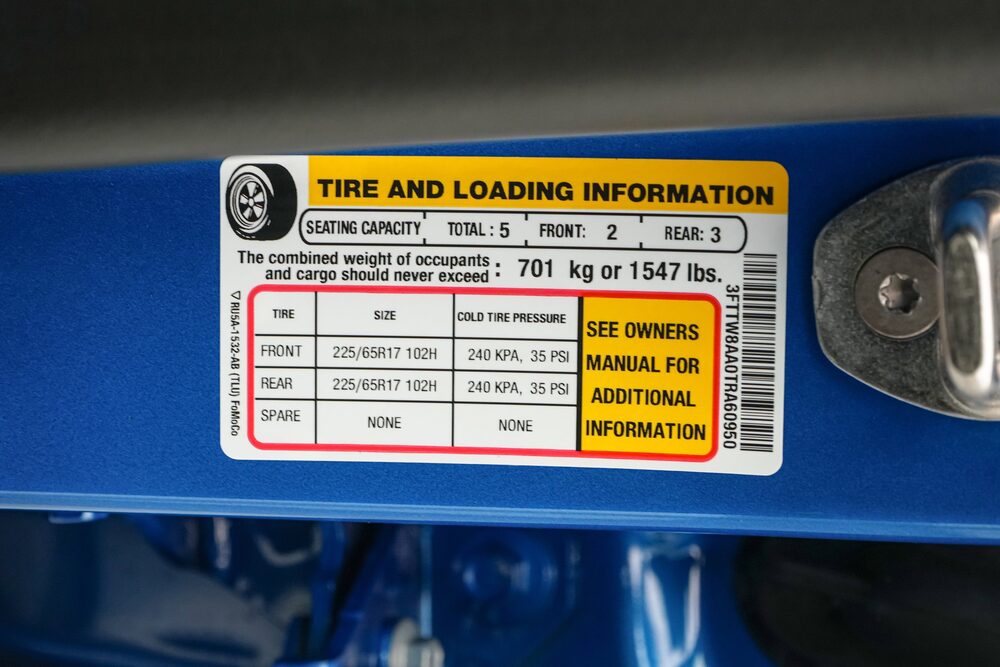 TIRE AND LOADING INFORMATION
SEATING CAPACITY TOTAL : 5 FRONT: 2 REAR: 3
The combined weight of occupants
and cargo should never exceed : 701 kg or 1547 lbs.
TIRE SIZE COLD TIRE PRESSURE
FRONT 225/65R17 102H 240 KPA, 35 PSI
REAR 225/65R17 102H 240 KPA, 35 PSI
SPARE NONE NONE
SEE OWNERS
MANUAL FOR
ADDITIONAL
INFORMATION
3FTTW8AA0TRA60950
▽ RU5A-1532-AB (TLU) FoMoCo